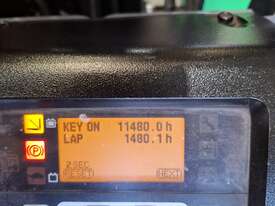 KEY ON 11480.0 h
LAP 1480.1 h
2SEC
RESET NEXT
P